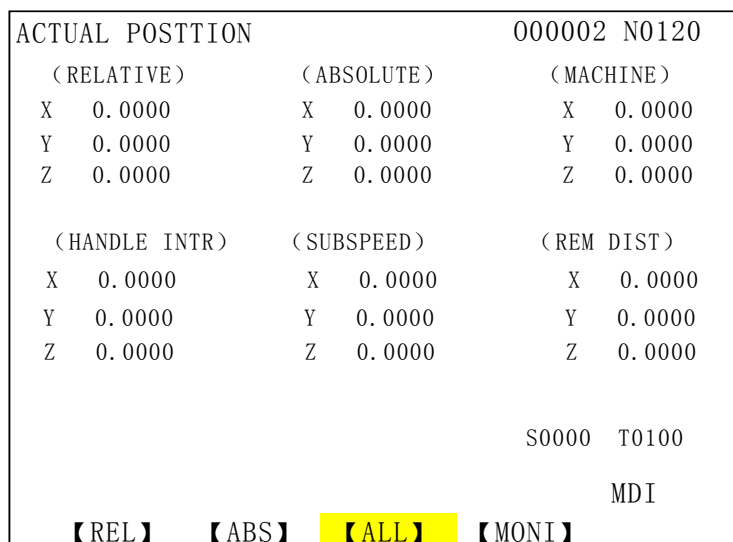 ACTUAL POSTTION O00002 N0120
(RELATIVE) (ABSOLUTE) (MACHINE)
X 0.0000 X 0.0000 X 0.0000
Y 0.0000 Y 0.0000 Y 0.0000
Z 0.0000 Z 0.0000 Z 0.0000
(HANDLE INTR) (SUBSPEED) (REM DIST)
X 0.0000 X 0.0000 X 0.0000
Y 0.0000 Y 0.0000 Y 0.0000
Z 0.0000 Z 0.0000 Z 0.0000
S0000 T0100
MDI
【REL】 【ABS】 【ALL】 【MONI】